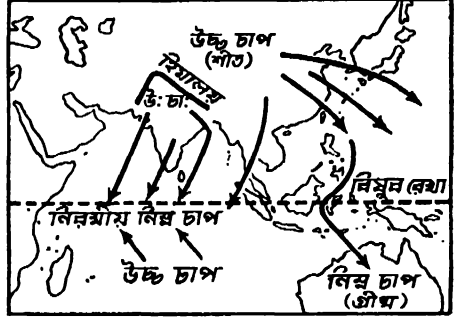 উচ্চ চাপ
(শীত)
হিমালয়
উঃ চাঃ
বিষুব রেখা
নিরক্ষীয় নিম্ন চাপ
উচ্চ চাপ
নিম্ন চাপ
(গ্রীষ্ম)